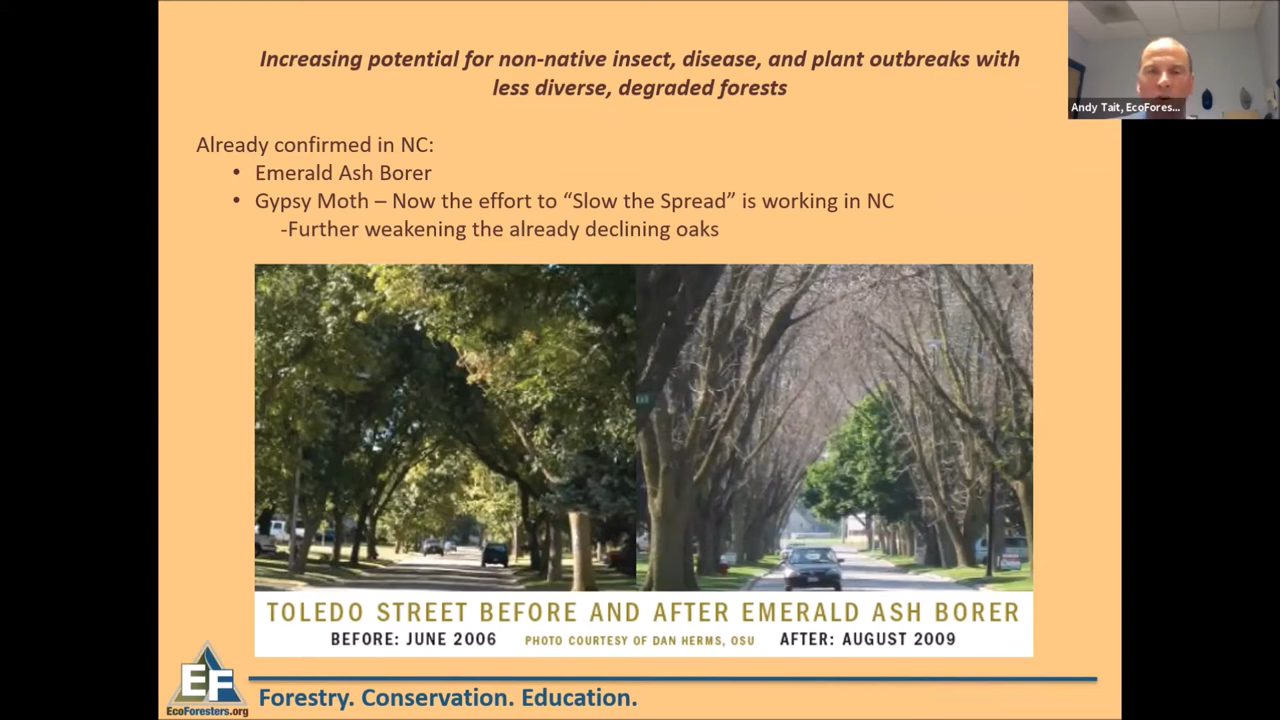 Increasing potential for non-native insect, disease, and plant outbreaks with
less diverse, degraded forests
Andy Tait, EcoFores...
Already confirmed in NC:
• Emerald Ash Borer
• Gypsy Moth – Now the effort to “Slow the Spread” is working in NC
-Further weakening the already declining oaks
TOLEDO STREET BEFORE AND AFTER EMERALD ASH BORER
BEFORE: JUNE 2006 PHOTO COURTESY OF DAN HERMS, OSU AFTER: AUGUST 2009
EF
EcoForesters.org
Forestry. Conservation. Education.